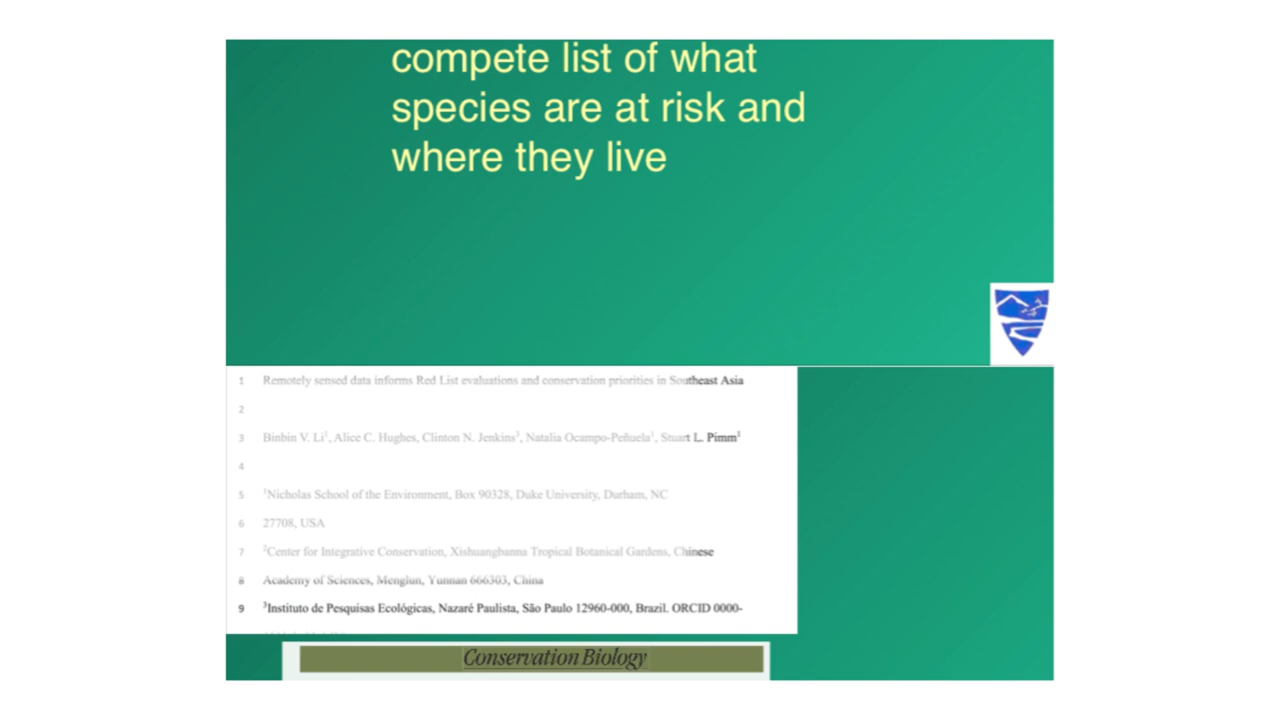 compete list of what
species are at risk and
where they live
1 Remotely sensed data informs Red List evaluations and conservation priorities in Southeast Asia
2
3 Binbin V. Li¹, Alice C. Hughes, Clinton N. Jenkins³, Natalia Ocampo-Peñuela¹, Stuart L. Pimm¹
4
5 ¹Nicholas School of the Environment, Box 90328, Duke University, Durham, NC
6 27708, USA
7 ²Center for Integrative Conservation, Xishuangbanna Tropical Botanical Gardens, Chinese
8 Academy of Sciences, Menglun, Yunnan 666303, China
9 ³Instituto de Pesquisas Ecológicas, Nazaré Paulista, São Paulo 12960-000, Brazil. ORCID 0000-
Conservation Biology